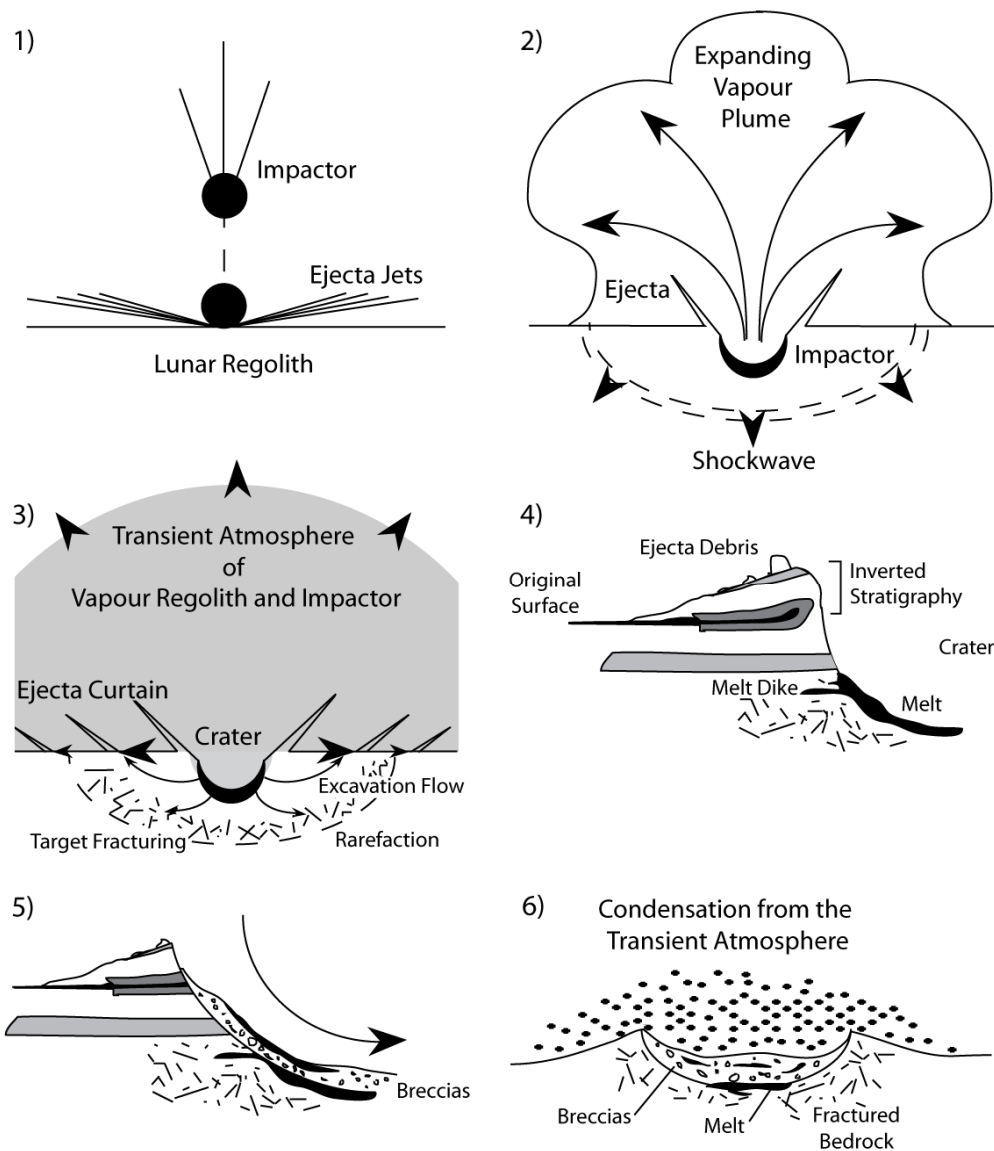 1)
Impactor
Ejecta Jets
Lunar Regolith
2)
Expanding
Vapour
Plume
Ejecta
Impactor
Shockwave
3)
Transient Atmosphere
of
Vapour Regolith and Impactor
Ejecta Curtain
Crater
Excavation Flow
Target Fracturing
Rarefaction
4)
Ejecta Debris
Original
Surface
Inverted
Stratigraphy
Crater
Melt Dike
Melt
5)
Breccias
6)
Condensation from the
Transient Atmosphere
Breccias
Melt
Fractured
Bedrock